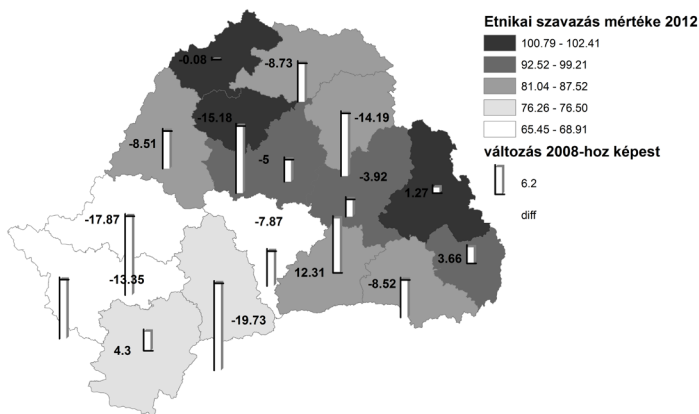 Etnikai szavazás mértéke 2012
100.79 - 102.41
92.52 - 99.21
81.04 - 87.52
76.26 - 76.50
65.45 - 68.91
változás 2008-hoz képest
6.2
diff
-0.08
-8.73
-15.18
-14.19
-8.51
-5
-3.92
1.27
-17.87
-7.87
-13.35
12.31
-8.52
3.66
-19.73
4.3